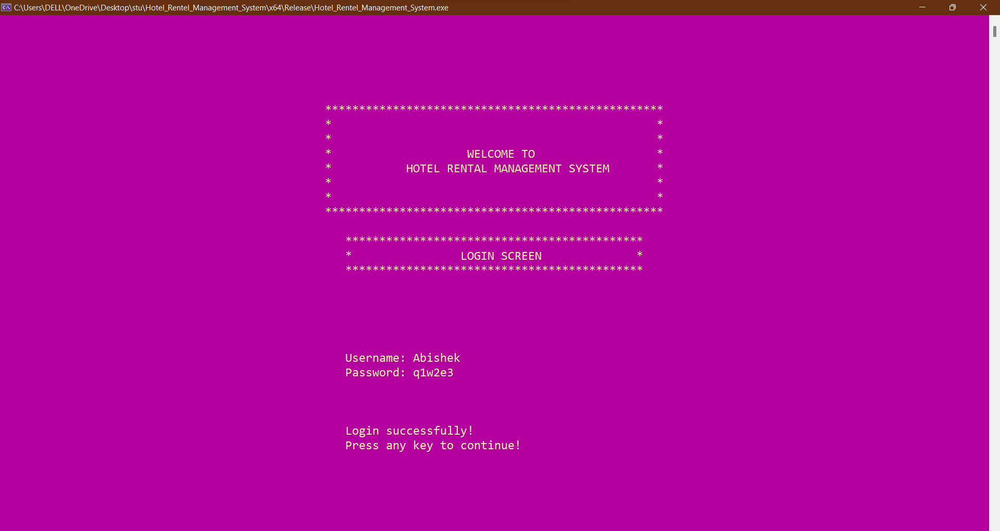 C:\Users\DELL\OneDrive\Desktop\stu\Hotel_Rentel_Management_System\x64\Release\Hotel_Rentel_Management_System.exe
**************************************************
* *
* *
* WELCOME TO *
* HOTEL RENTAL MANAGEMENT SYSTEM *
* *
* *
**************************************************
********************************************
* LOGIN SCREEN *
********************************************
Username: Abishek
Password: q1w2e3
Login successfully!
Press any key to continue!